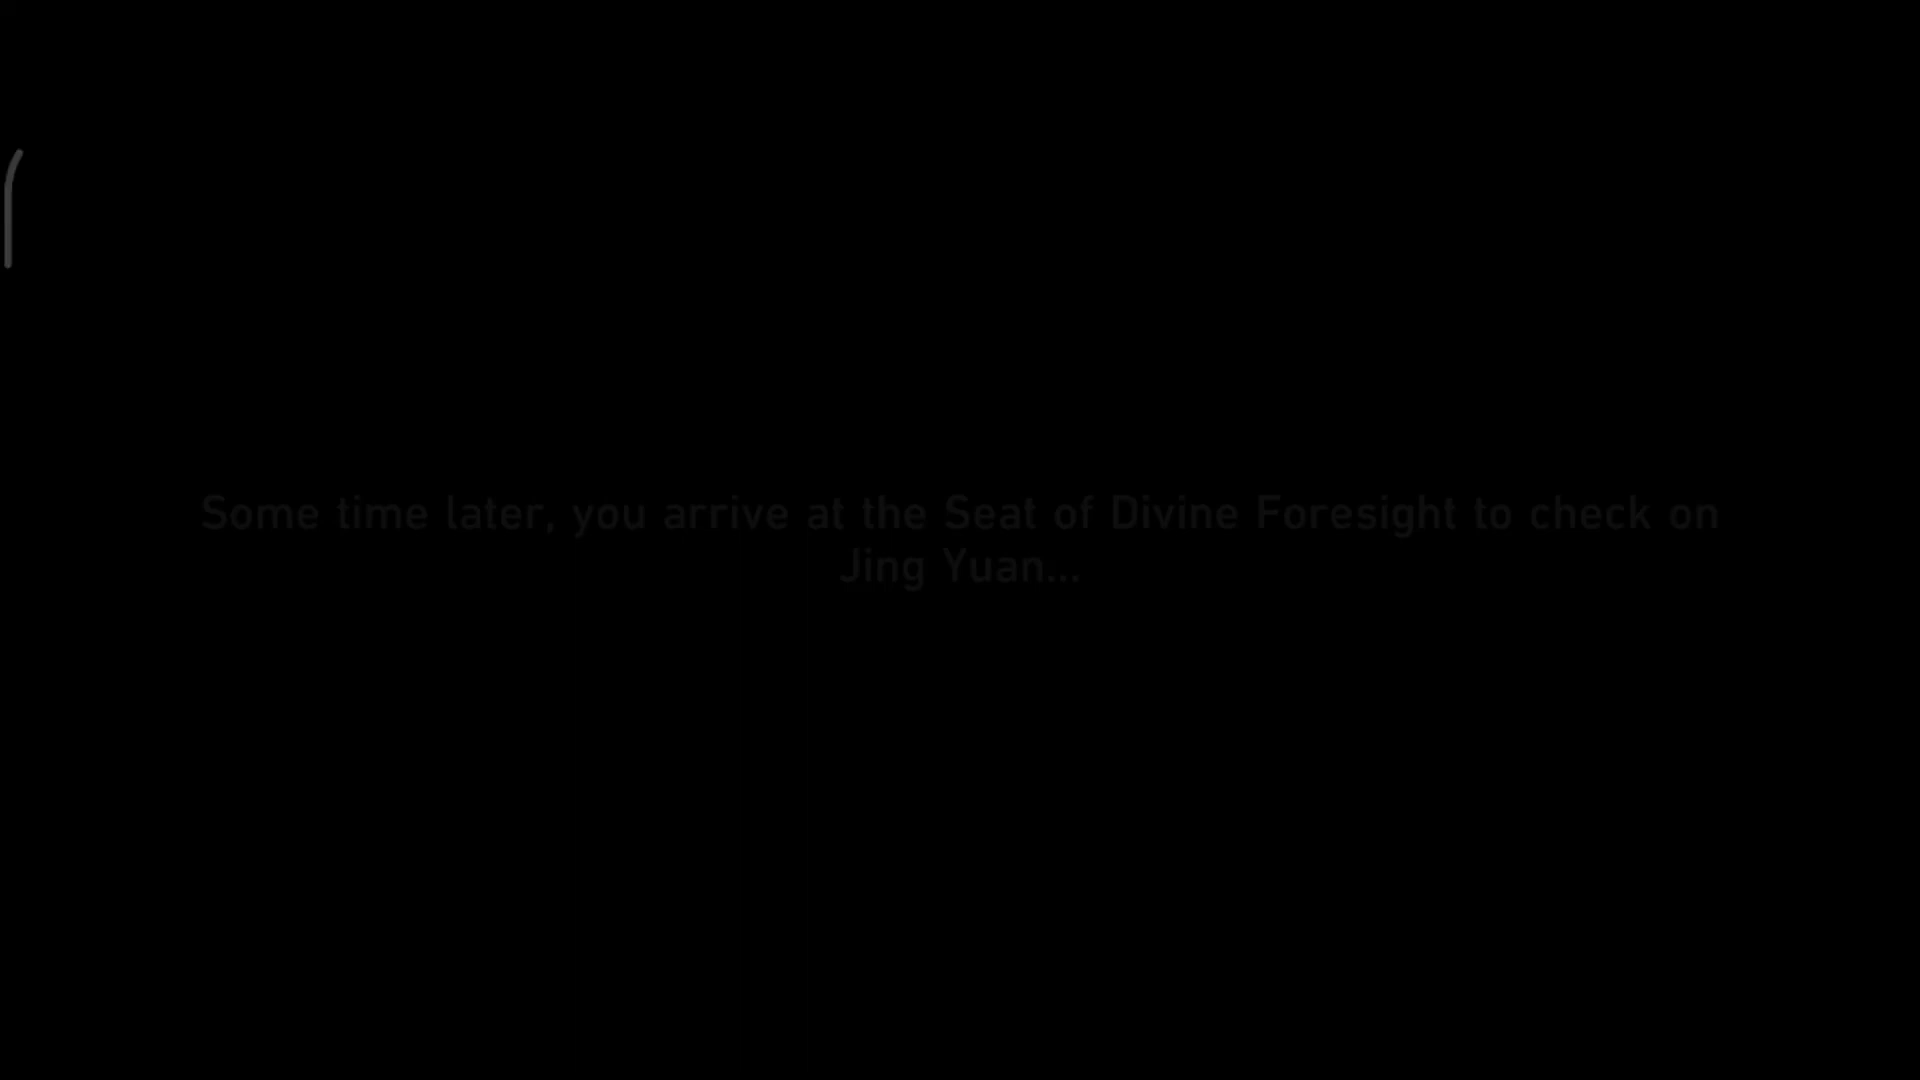 Some time later, you arrive at the Seat of Divine Foresight to check on
Jing Yuan...